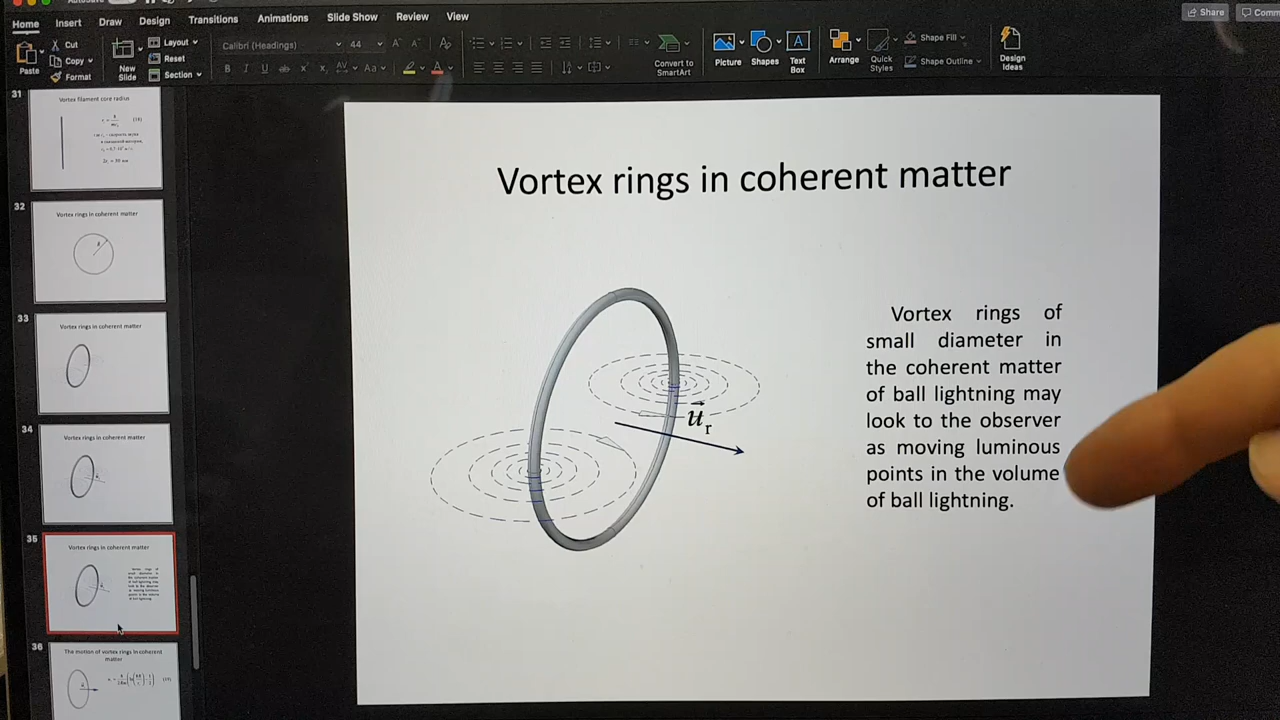 Share
Comm
Home
Insert
Draw
Design
Transitions
Animations
Slide Show
Review
View
Paste
Cut
Copy
Format
New Slide
Layout
Reset
Section
Calibri (Headings)
44
Convert to SmartArt
Picture
Shapes
Text Box
Arrange
Quick Styles
Shape Fill
Shape Outline
Design Ideas
31
Vortex filament core radius
32
Vortex rings in coherent matter
33
Vortex rings in coherent matter
34
Vortex rings in coherent matter
35
Vortex rings in coherent matter
36
The motion of vortex rings in coherent
matter
Vortex rings in coherent matter
u⃗r
Vortex rings of
small diameter in
the coherent matter
of ball lightning may
look to the observer
as moving luminous
points in the volume
of ball lightning.